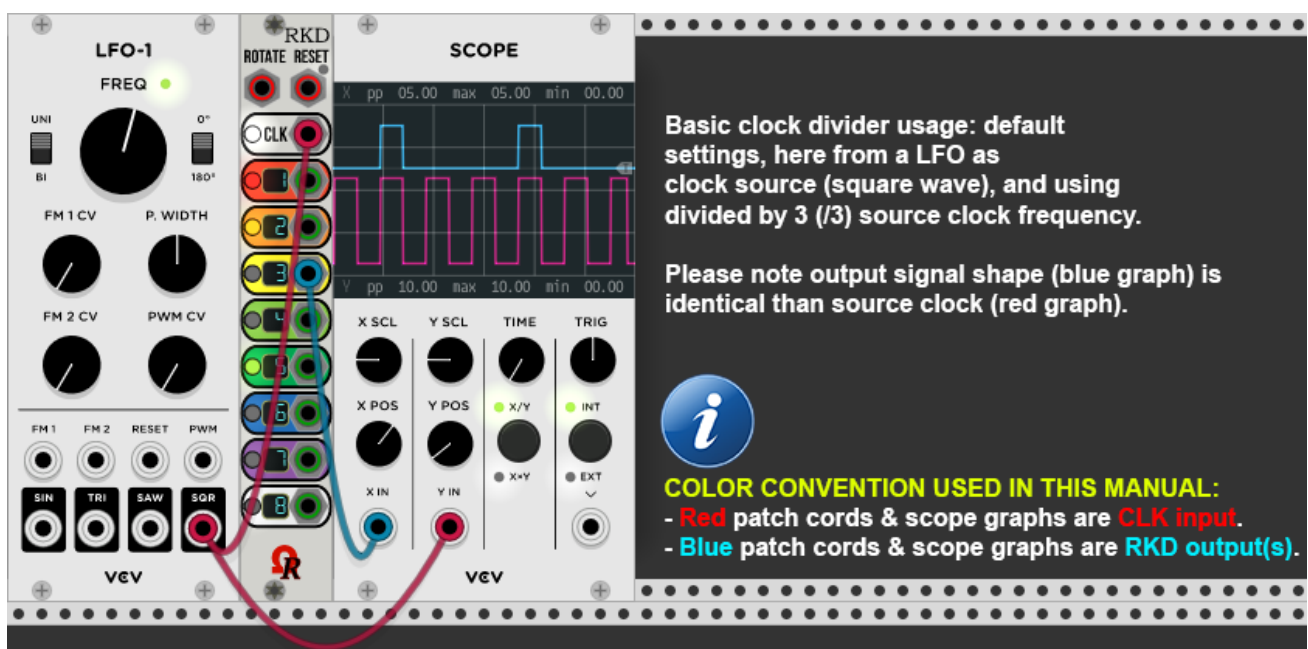 LFO-1
FREQ
UNI
0°
BI
180°
FM 1 CV
P. WIDTH
FM 2 CV
PWM CV
FM 1
FM 2
RESET
PWM
SIN
TRI
SAW
SQR
VCV
RKD
ROTATE RESET
CLK
1
2
3
4
5
6
7
8
ΩR
SCOPE
X pp 05.00 max 05.00 min 00.00
T
Y pp 10.00 max 10.00 min 00.00
X SCL
Y SCL
TIME
TRIG
X POS
Y POS
X/Y
INT
X×Y
EXT
X IN
Y IN
VCV
Basic clock divider usage: default
settings, here from a LFO as
clock source (square wave), and using
divided by 3 (/3) source clock frequency.
Please note output signal shape (blue graph) is
identical than source clock (red graph).
i
COLOR CONVENTION USED IN THIS MANUAL:
- Red patch cords & scope graphs are CLK input.
- Blue patch cords & scope graphs are RKD output(s).